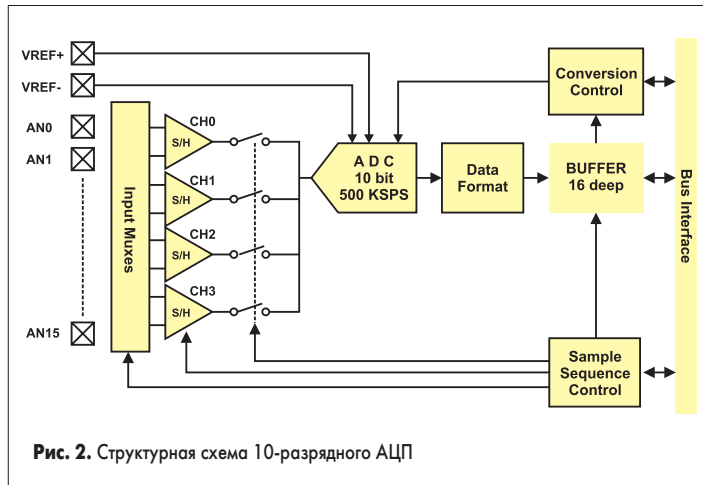 VREF+
VREF-
AN0
AN1
AN15
Input Muxes
CH0
S/H
CH1
S/H
CH2
S/H
CH3
S/H
A D C
10 bit
500 KSPS
Data
Format
Conversion
Control
BUFFER
16 deep
Sample
Sequence
Control
Bus Interface
Рис. 2. Структурная схема 10-разрядного АЦП